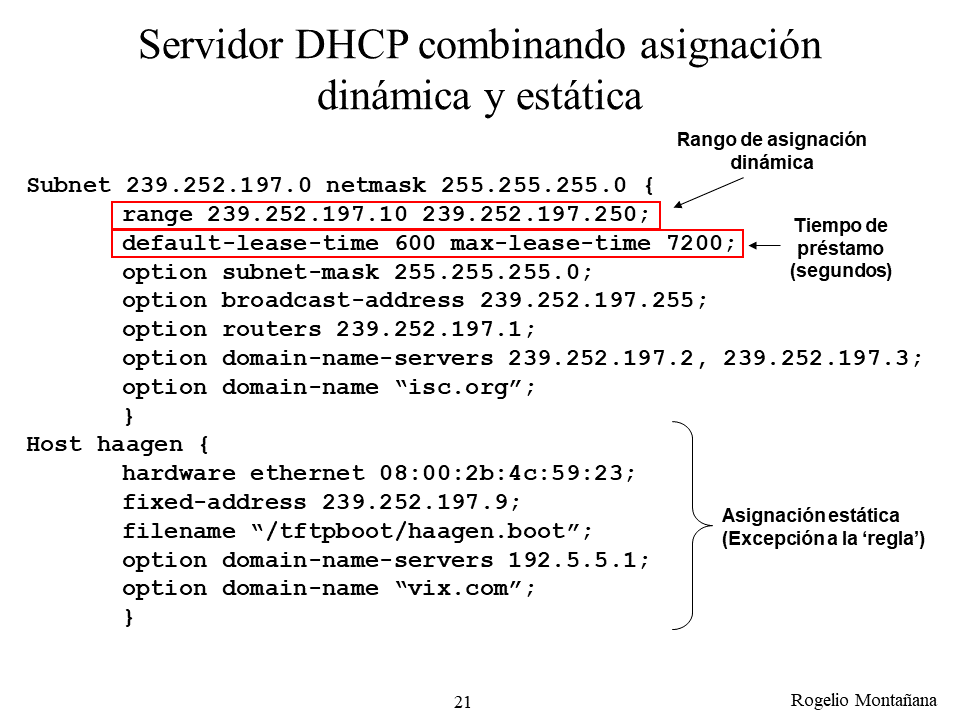 Servidor DHCP combinando asignación
dinámica y estática
Rango de asignación
dinámica
Subnet 239.252.197.0 netmask 255.255.255.0 {
range 239.252.197.10 239.252.197.250;
default-lease-time 600 max-lease-time 7200;
Tiempo de
préstamo
(segundos)
option subnet-mask 255.255.255.0;
option broadcast-address 239.252.197.255;
option routers 239.252.197.1;
option domain-name-servers 239.252.197.2, 239.252.197.3;
option domain-name “isc.org”;
}
Host haagen {
hardware ethernet 08:00:2b:4c:59:23;
fixed-address 239.252.197.9;
filename “/tftpboot/haagen.boot”;
option domain-name-servers 192.5.5.1;
option domain-name “vix.com”;
}
Asignación estática
(Excepción a la ‘regla’)
21
Rogelio Montañana